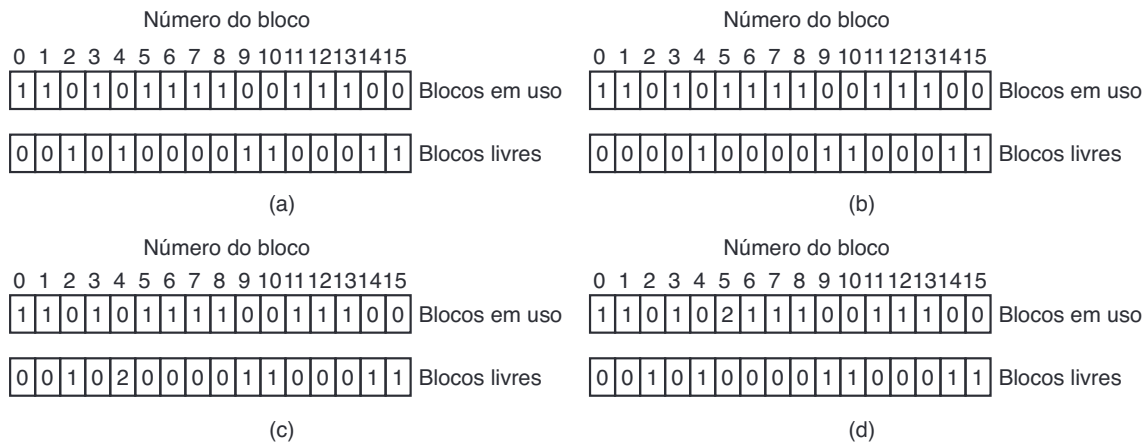 Número do bloco
0 1 2 3 4 5 6 7 8 9 10 11 12 13 14 15
1 1 0 1 0 1 1 1 1 0 0 1 1 1 0 0 Blocos em uso
0 0 1 0 1 0 0 0 0 1 1 0 0 0 1 1 Blocos livres
(a)
Número do bloco
0 1 2 3 4 5 6 7 8 9 10 11 12 13 14 15
1 1 0 1 0 1 1 1 1 0 0 1 1 1 0 0 Blocos em uso
0 0 0 0 1 0 0 0 0 1 1 0 0 0 1 1 Blocos livres
(b)
Número do bloco
0 1 2 3 4 5 6 7 8 9 10 11 12 13 14 15
1 1 0 1 0 1 1 1 1 0 0 1 1 1 0 0 Blocos em uso
0 0 1 0 2 0 0 0 0 1 1 0 0 0 1 1 Blocos livres
(c)
Número do bloco
0 1 2 3 4 5 6 7 8 9 10 11 12 13 14 15
1 1 0 1 0 2 1 1 1 0 0 1 1 1 0 0 Blocos em uso
0 0 1 0 1 0 0 0 0 1 1 0 0 0 1 1 Blocos livres
(d)